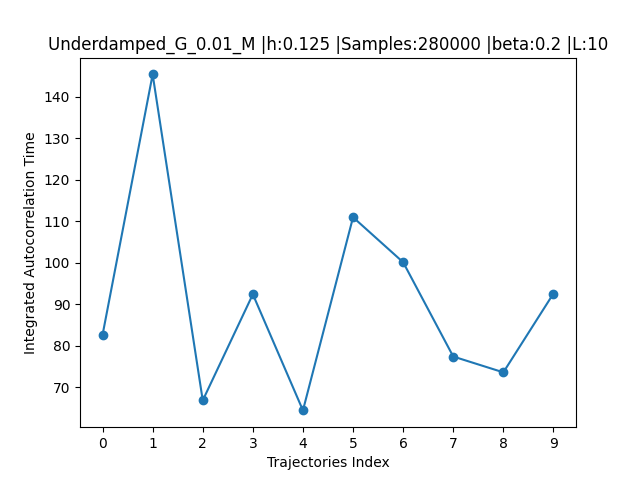 Underdamped_G_0.01_M |h:0.125 |Samples:280000 |beta:0.2 |L:10
Integrated Autocorrelation Time
140
130
120
110
100
90
80
70
0 1 2 3 4 5 6 7 8 9
Trajectories Index